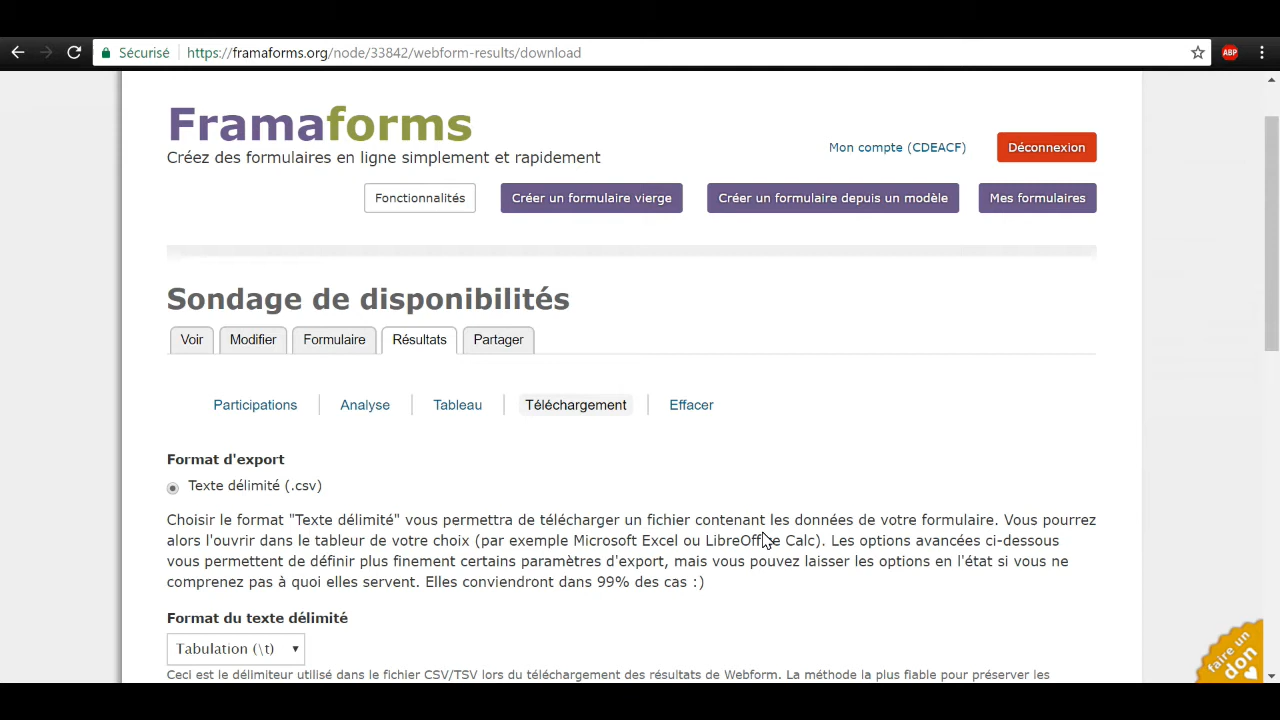 Sécurisé https://framaforms.org/node/33842/webform-results/download
ABP
Framaforms
Créez des formulaires en ligne simplement et rapidement
Mon compte (CDEACF) Déconnexion
Fonctionnalités Créer un formulaire vierge Créer un formulaire depuis un modèle Mes formulaires
Sondage de disponibilités
Voir Modifier Formulaire Résultats Partager
Participations Analyse Tableau Téléchargement Effacer
Format d'export
Texte délimité (.csv)
Choisir le format "Texte délimité" vous permettra de télécharger un fichier contenant les données de votre formulaire. Vous pourrez
alors l'ouvrir dans le tableur de votre choix (par exemple Microsoft Excel ou LibreOffice Calc). Les options avancées ci-dessous
vous permettent de définir plus finement certains paramètres d'export, mais vous pouvez laisser les options en l'état si vous ne
comprenez pas à quoi elles servent. Elles conviendront dans 99% des cas :)
Format du texte délimité
Tabulation (\t)
Ceci est le délimiteur utilisé dans le fichier CSV/TSV lors du téléchargement des résultats de Webform. La méthode la plus fiable pour préserver les
faire un
don